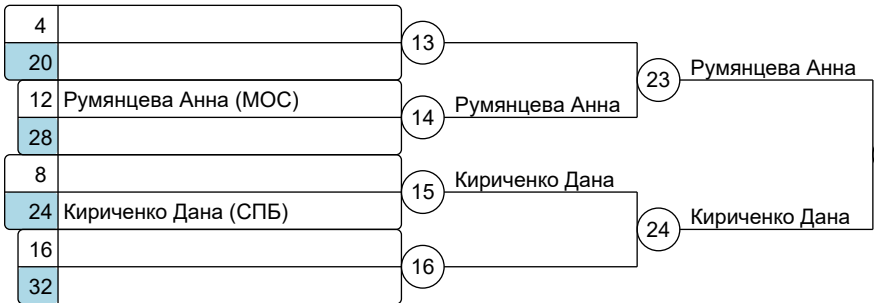 4
13
20
23 Румянцева Анна
12 Румянцева Анна (МОС)
14 Румянцева Анна
28
8
15 Кириченко Дана
24 Кириченко Дана (СПБ)
24 Кириченко Дана
16
16
32